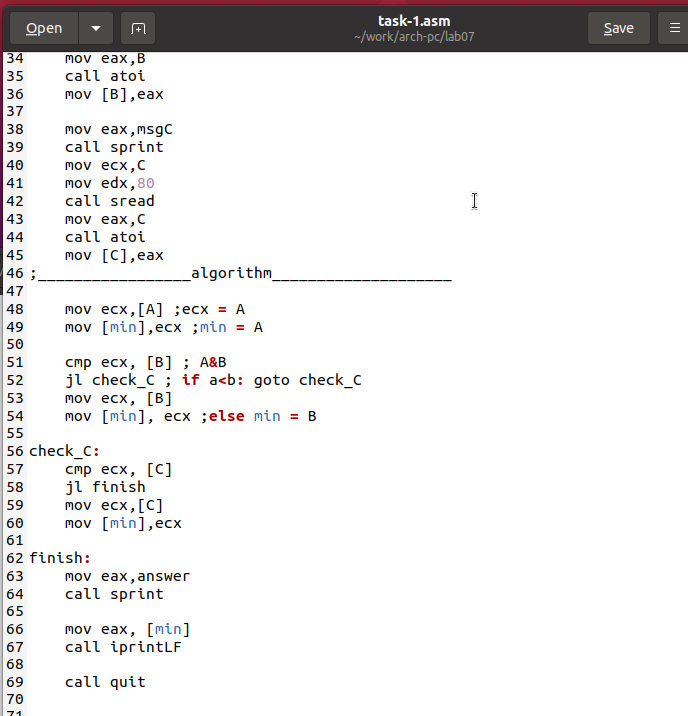 Open
task-1.asm
~/work/arch-pc/lab07
Save
34 mov eax,B
35 call atoi
36 mov [B],eax
37
38 mov eax,msgC
39 call sprint
40 mov ecx,C
41 mov edx,80
42 call sread
43 mov eax,C
44 call atoi
45 mov [C],eax
46 ;_________________algorithm____________________
47
48 mov ecx,[A] ;ecx = A
49 mov [min],ecx ;min = A
50
51 cmp ecx, [B] ; A&B
52 jl check_C ; if a<b: goto check_C
53 mov ecx, [B]
54 mov [min], ecx ;else min = B
55
56 check_C:
57 cmp ecx, [C]
58 jl finish
59 mov ecx,[C]
60 mov [min],ecx
61
62 finish:
63 mov eax,answer
64 call sprint
65
66 mov eax, [min]
67 call iprintLF
68
69 call quit
70
71